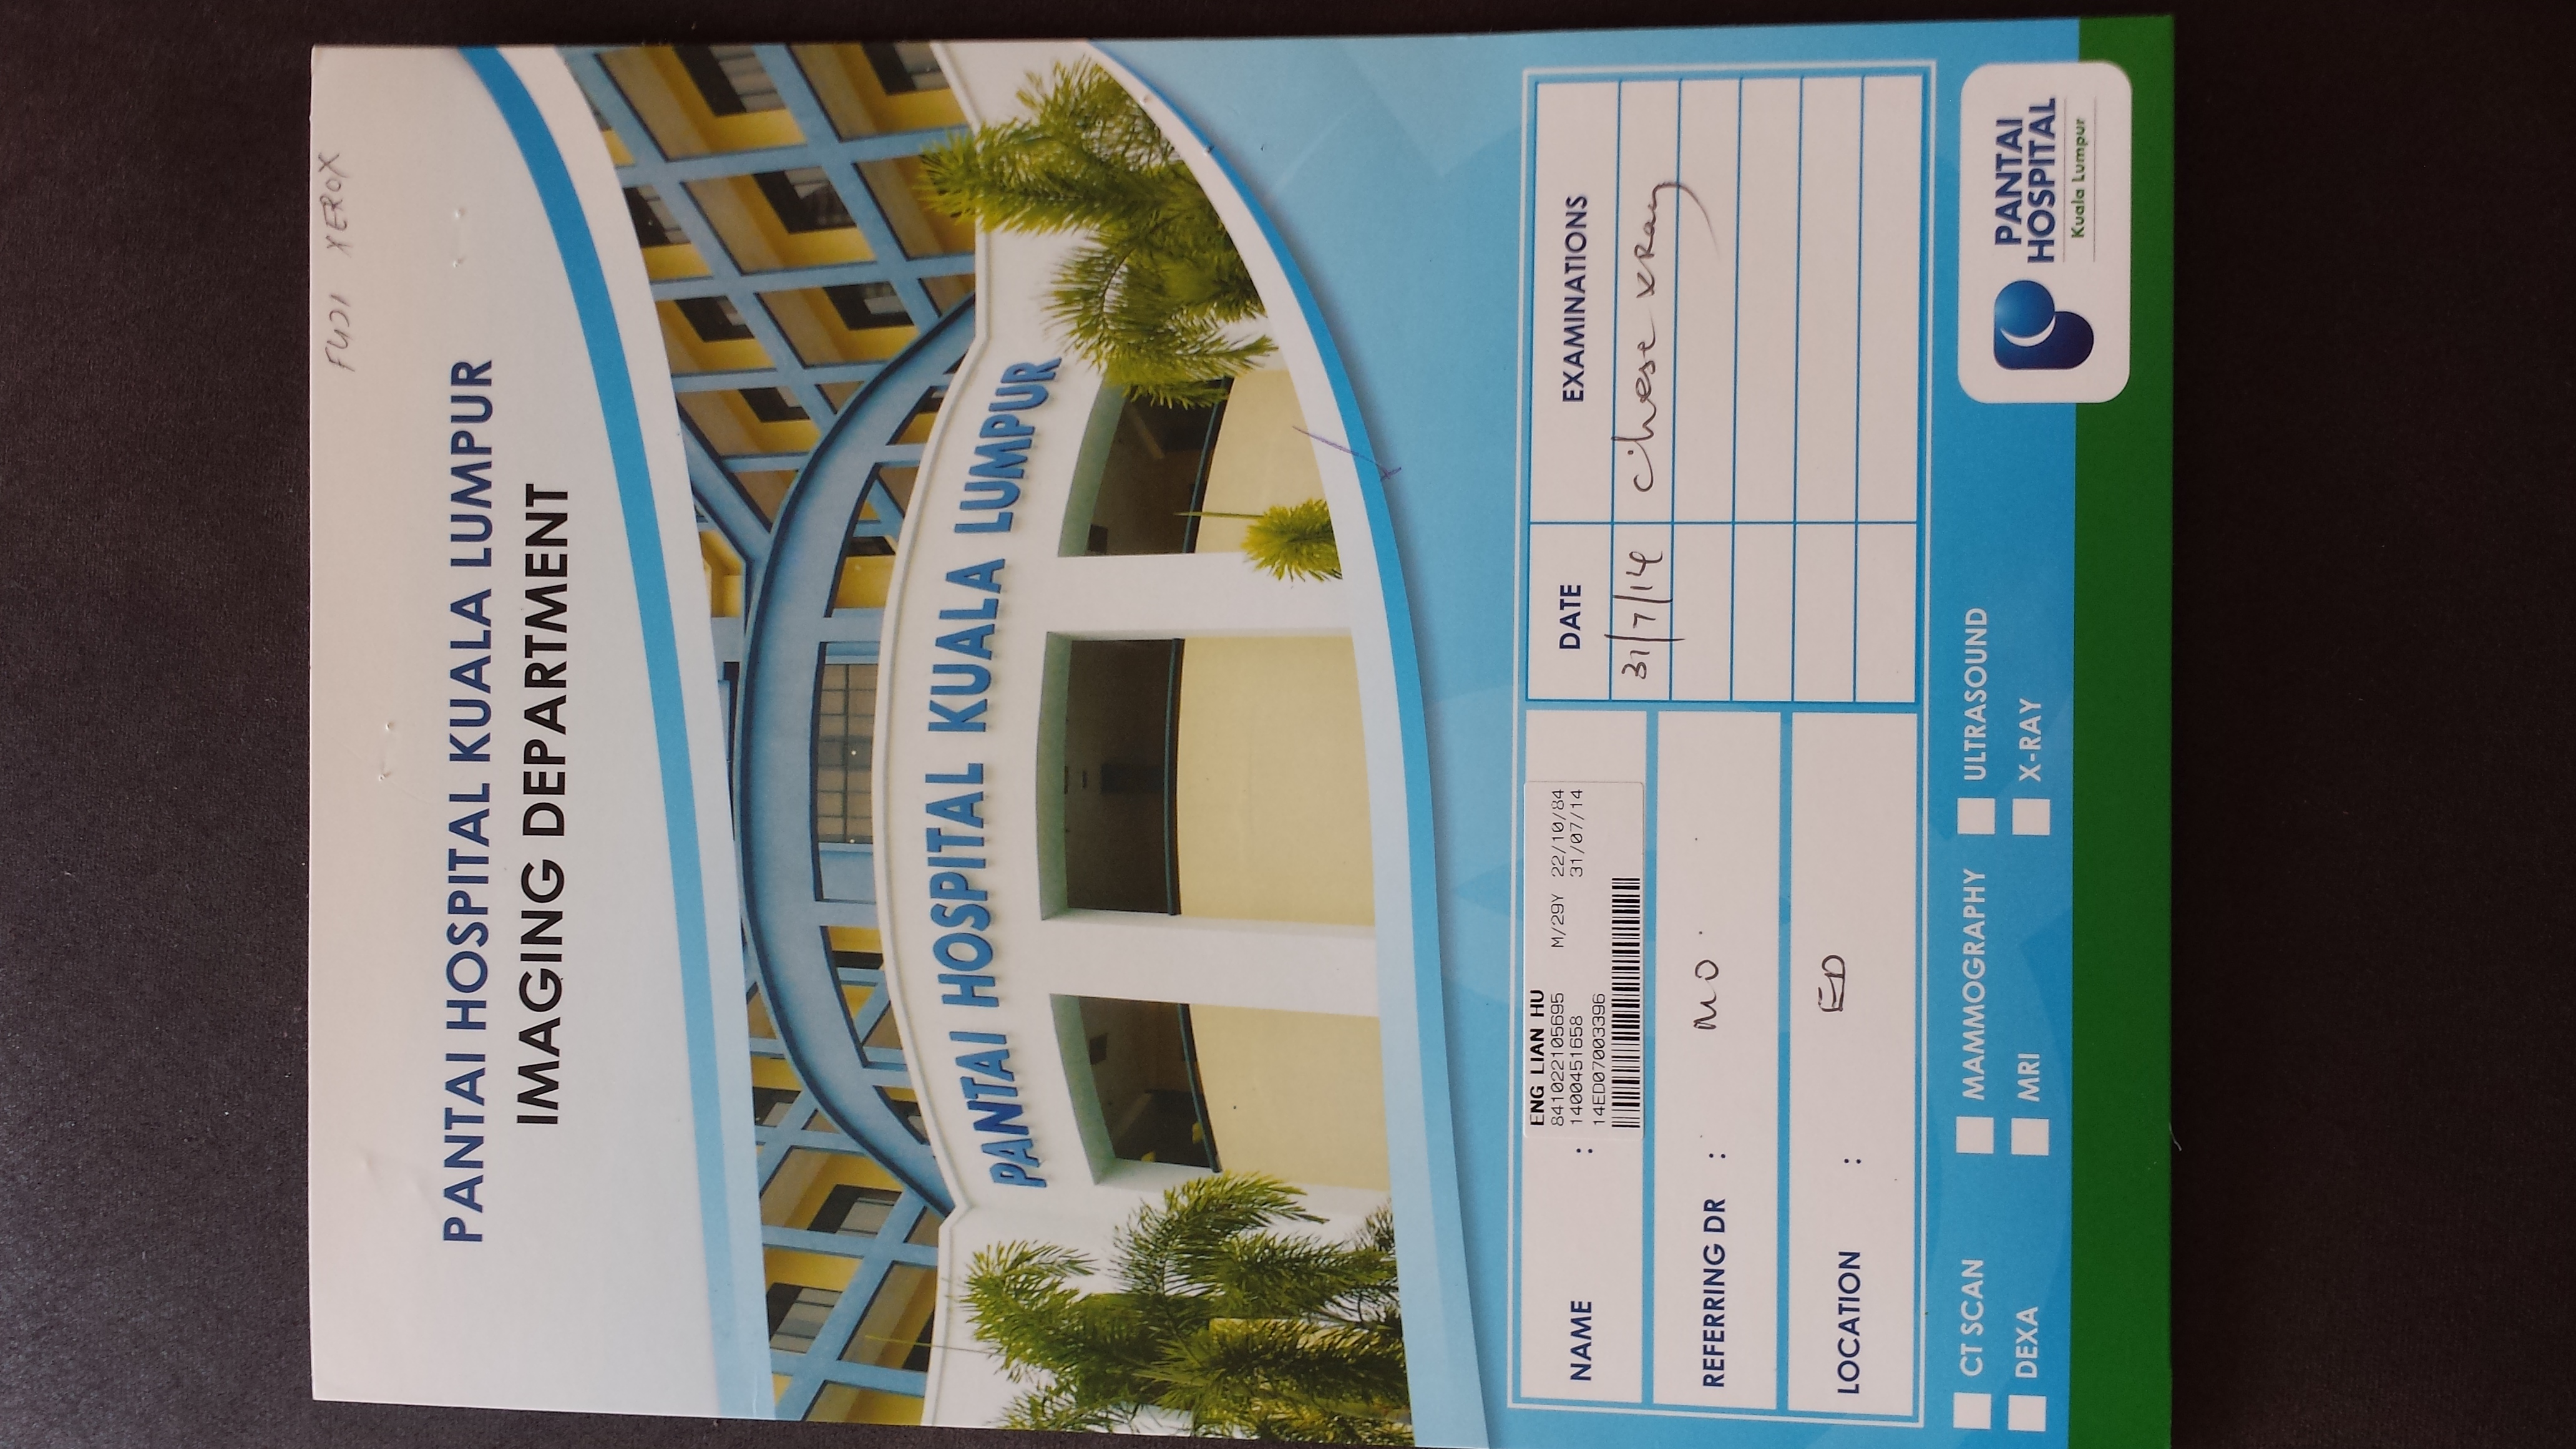 FUJI XEROX
PANTAI HOSPITAL KUALA LUMPUR
IMAGING DEPARTMENT
PANTAI HOSPITAL KUALA LUMPUR
NAME :
ENG LIAN HU
841022105695 M/29Y 22/10/84
1400451658 31/07/14
14ED07003396
REFERRING DR : MO.
LOCATION : ED
DATE EXAMINATIONS
31/7/14 Chest XRay
CT SCAN MAMMOGRAPHY ULTRASOUND
DEXA MRI X-RAY
PANTAI
HOSPITAL
Kuala Lumpur